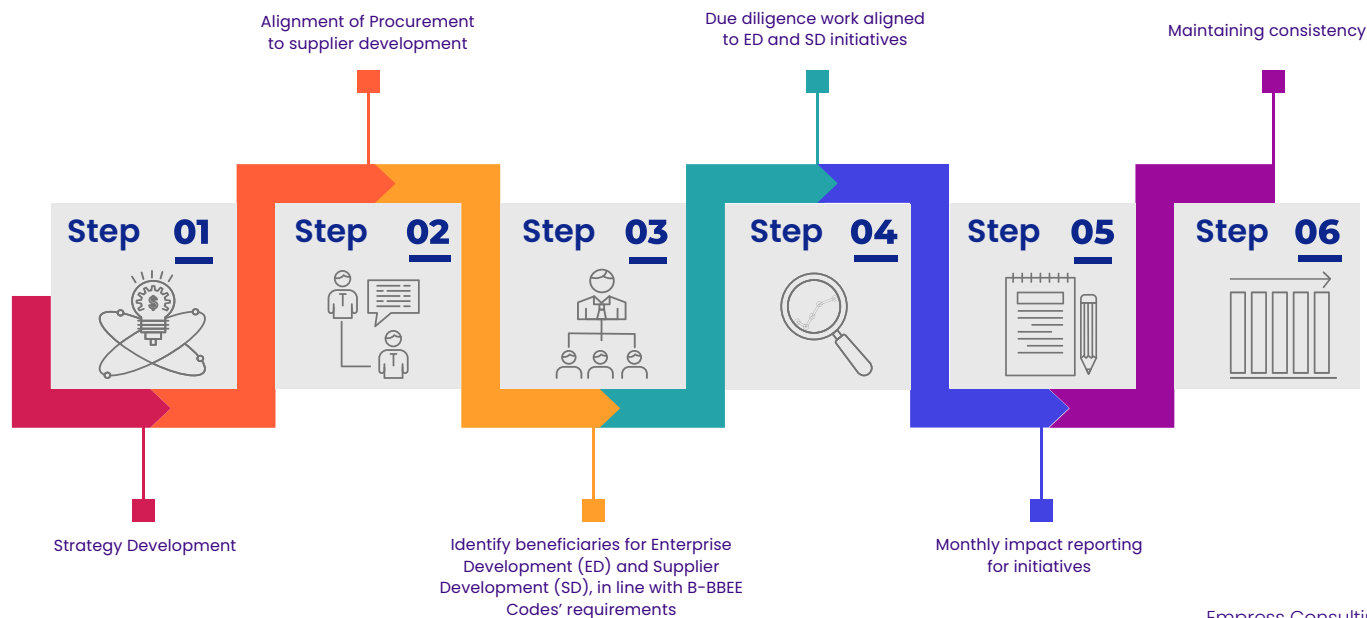 Alignment of Procurement
to supplier development
Due diligence work aligned
to ED and SD initiatives
Maintaining consistency
Step 01
Step 02
Step 03
Step 04
Step 05
Step 06
$
Strategy Development
Identify beneficiaries for Enterprise
Development (ED) and Supplier
Development (SD), in line with B-BBEE
Codes’ requirements
Monthly impact reporting
for initiatives
Empress